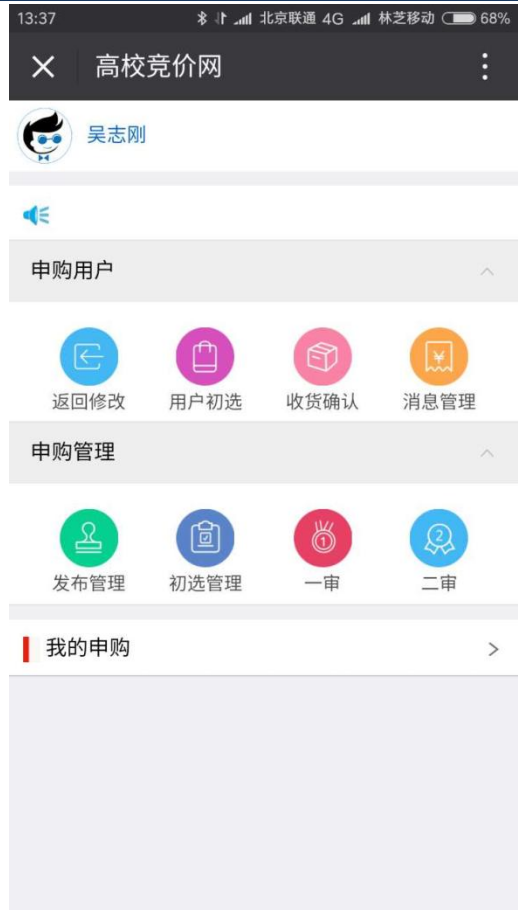 13:37 北京联通 4G 林芝移动 68%
高校竞价网
吴志刚
申购用户
返回修改 用户初选 收货确认 消息管理
申购管理
1 2
发布管理 初选管理 一审 二审
我的申购